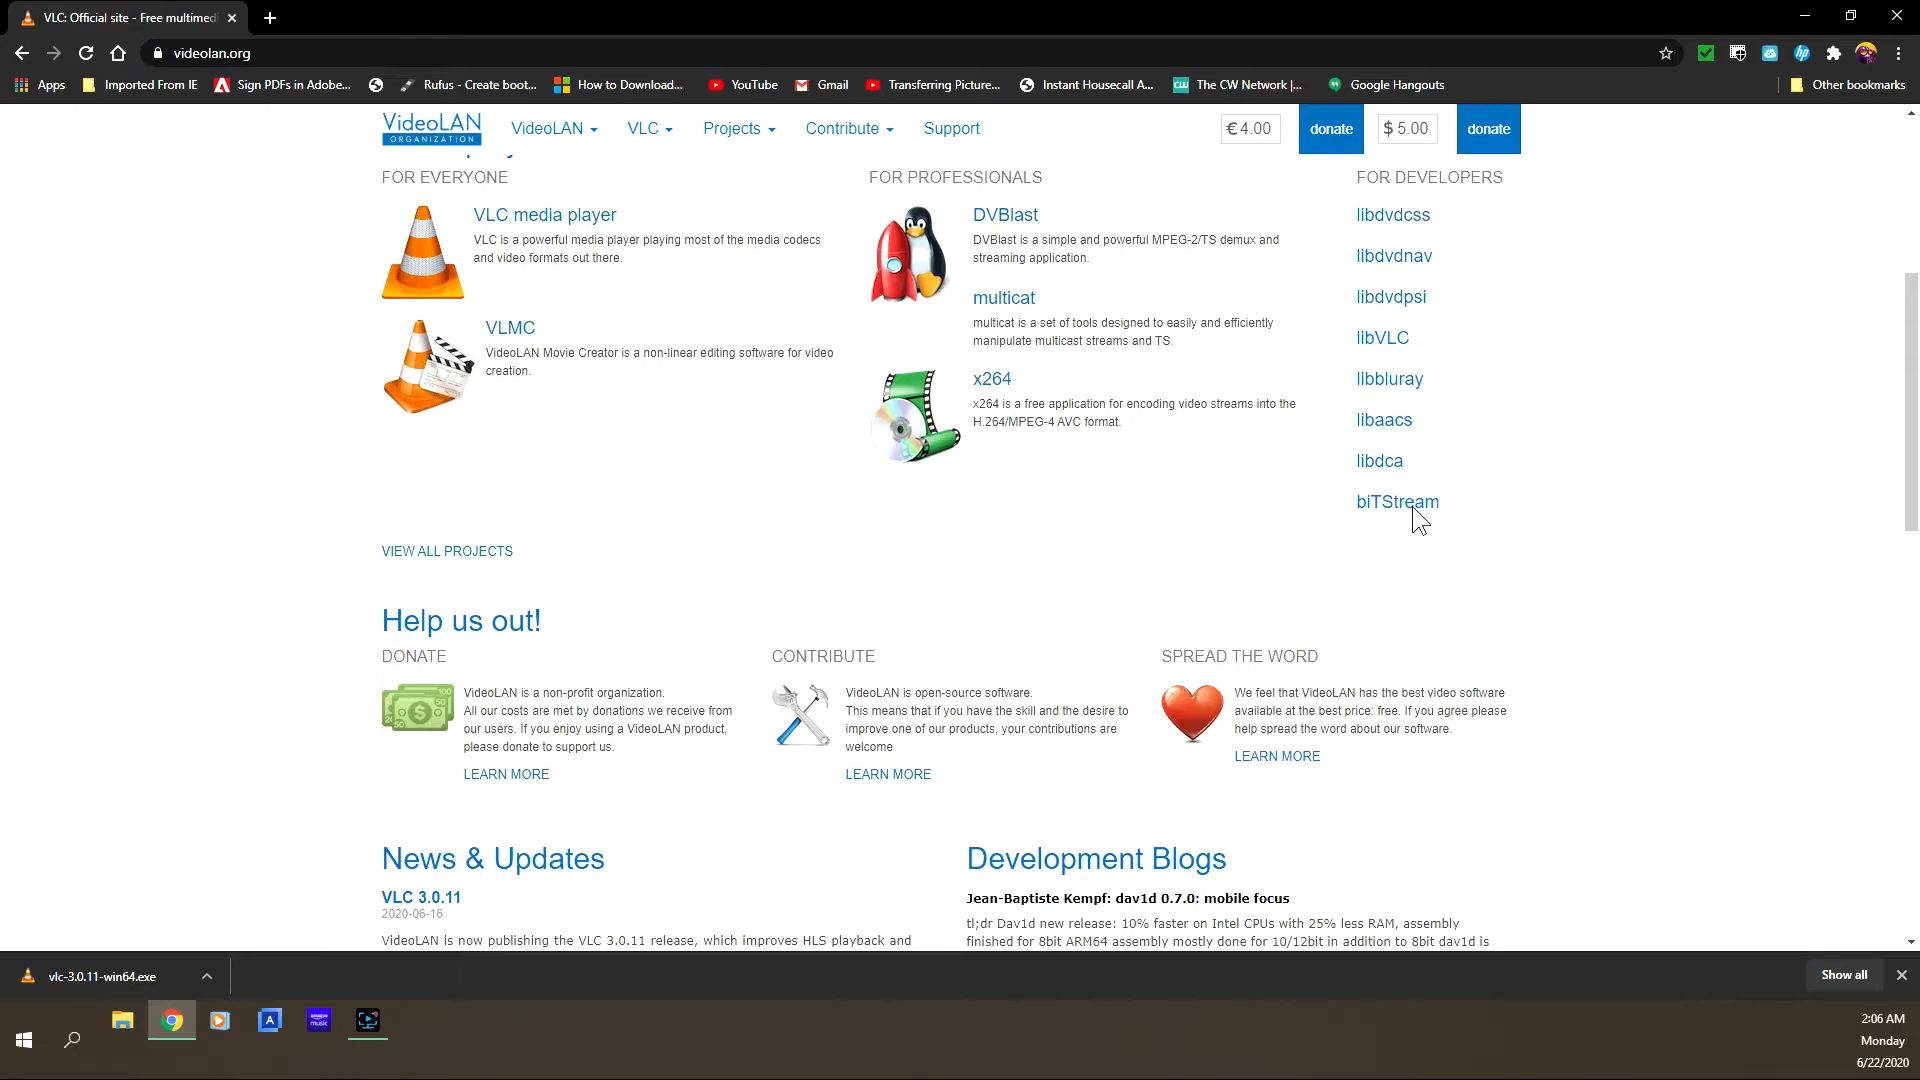 VLC: Official site - Free multimed
videolan.org
Apps
Imported From IE
Sign PDFs in Adobe...
Rufus - Create boot...
How to Download...
YouTube
Gmail
Transferring Picture...
Instant Housecall A...
The CW Network |...
Google Hangouts
Other bookmarks
VideoLAN
ORGANIZATION
VideoLAN
VLC
Projects
Contribute
Support
€ 4.00
donate
$ 5.00
donate
FOR EVERYONE
VLC media player
VLC is a powerful media player playing most of the media codecs
and video formats out there.
VLMC
VideoLAN Movie Creator is a non-linear editing software for video
creation.
FOR PROFESSIONALS
DVBlast
DVBlast is a simple and powerful MPEG-2/TS demux and
streaming application.
multicat
multicat is a set of tools designed to easily and efficiently
manipulate multicast streams and TS.
x264
x264 is a free application for encoding video streams into the
H.264/MPEG-4 AVC format.
FOR DEVELOPERS
libdvdcss
libdvdnav
libdvdpsi
libVLC
libbluray
libaacs
libdca
biTStream
VIEW ALL PROJECTS
Help us out!
DONATE
VideoLAN is a non-profit organization.
All our costs are met by donations we receive from
our users. If you enjoy using a VideoLAN product,
please donate to support us.
LEARN MORE
CONTRIBUTE
VideoLAN is open-source software.
This means that if you have the skill and the desire to
improve one of our products, your contributions are
welcome
LEARN MORE
SPREAD THE WORD
We feel that VideoLAN has the best video software
available at the best price: free. If you agree please
help spread the word about our software.
LEARN MORE
News & Updates
VLC 3.0.11
2020-06-16
VideoLAN is now publishing the VLC 3.0.11 release, which improves HLS playback and
Development Blogs
Jean-Baptiste Kempf: dav1d 0.7.0: mobile focus
tl;dr Dav1d new release: 10% faster on Intel CPUs with 25% less RAM, assembly
finished for 8bit ARM64 assembly mostly done for 10/12bit in addition to 8bit dav1d is
vlc-3.0.11-win64.exe
Show all
amazon
music
2:06 AM
Monday
6/22/2020